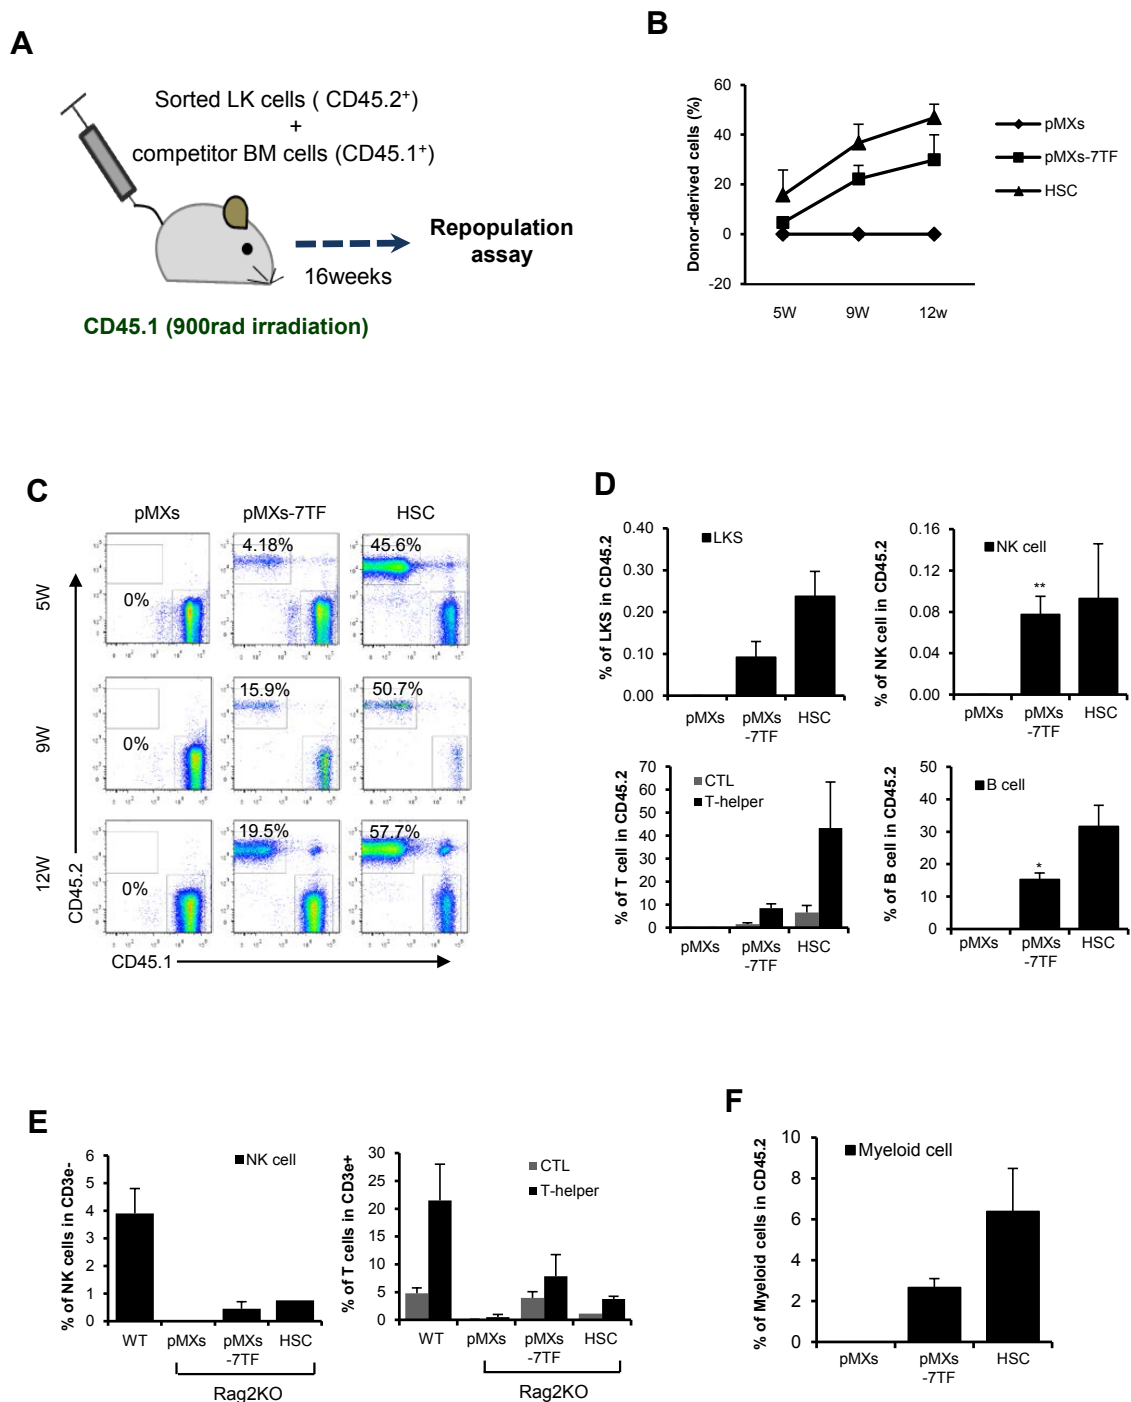 A
Sorted LK cells ( CD45.2+)
+
competitor BM cells (CD45.1+)
Repopulation
assay
16weeks
CD45.1 (900rad irradiation)
B
Donor-derived cells (%)
60
40
20
0
-20
5W
9W
12w
pMXs
pMXs-7TF
HSC
C
pMXs
pMXs-7TF
HSC
5W
0%
4.18%
45.6%
9W
0%
15.9%
50.7%
12W
0%
19.5%
57.7%
CD45.2
CD45.1
D
% of LKS in CD45.2
0.40
0.30
0.20
0.10
0.00
LKS
pMXs
pMXs
-7TF
HSC
% of NK cell in CD45.2
0.16
0.12
0.08
0.04
0.00
NK cell
**
pMXs
pMXs
-7TF
HSC
% of T cell in CD45.2
70
60
50
40
30
20
10
0
CTL
T-helper
pMXs
pMXs
-7TF
HSC
% of B cell in CD45.2
50
40
30
20
10
0
B cell
*
pMXs
pMXs
-7TF
HSC
E
% of NK cells in CD3e-
6
5
4
3
2
1
0
NK cell
WT
pMXs
pMXs
-7TF
HSC
Rag2KO
% of T cells in CD3e+
30
25
20
15
10
5
0
CTL
T-helper
WT
pMXs
pMXs
-7TF
HSC
Rag2KO
F
% of Myeloid cells in CD45.2
10
8
6
4
2
0
Myeloid cell
pMXs
pMXs
-7TF
HSC